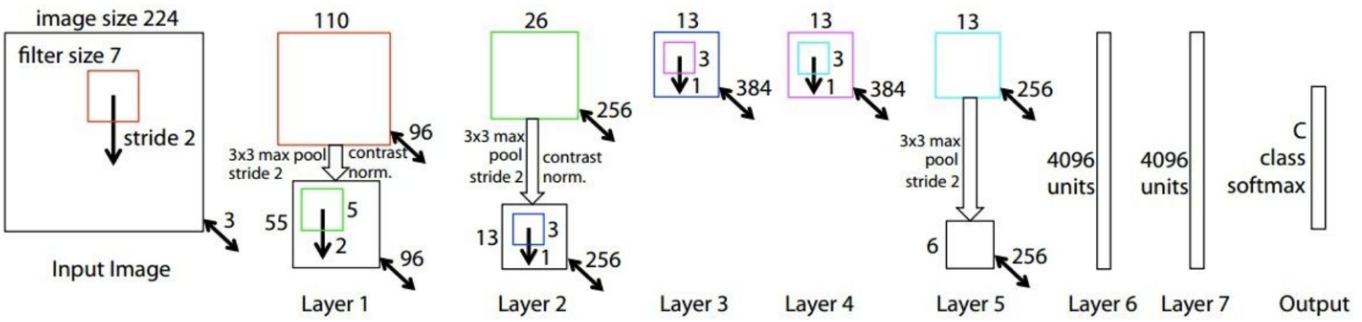 image size 224
filter size 7
stride 2
3
Input Image
110
96
3x3 max pool
stride 2
contrast
norm.
55
5
2
96
Layer 1
26
256
3x3 max
pool
stride 2
contrast
norm.
13
3
1
256
Layer 2
13
3
1
384
Layer 3
13
3
1
384
Layer 4
13
256
3x3 max
pool
stride 2
6
256
Layer 5
4096
units
Layer 6
4096
units
Layer 7
C
class
softmax
Output